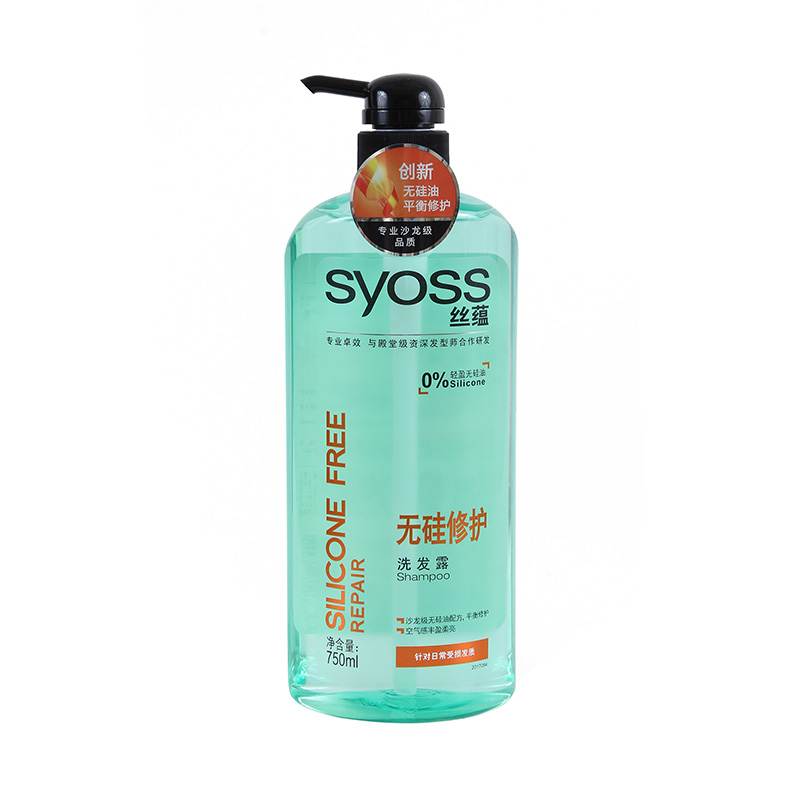 创新
无硅油
平衡修护
专业沙龙级
品质
syoss
丝蕴
专业卓效 与殿堂级资深发型师合作研发
0% 轻盈无硅油
Silicone
SILICONE FREE
REPAIR
无硅修护
洗发露
Shampoo
沙龙级无硅油配方, 平衡修护
空气感丰盈柔亮
针对日常受损发质
2017084
净含量:
750ml